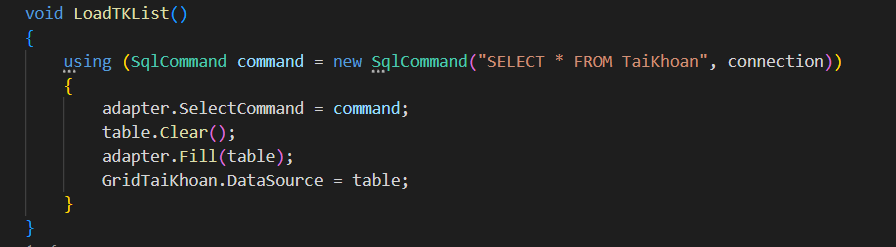 void LoadTKList()
{
using (SqlCommand command = new SqlCommand("SELECT * FROM TaiKhoan", connection))
{
adapter.SelectCommand = command;
table.Clear();
adapter.Fill(table);
GridTaiKhoan.DataSource = table;
}
}